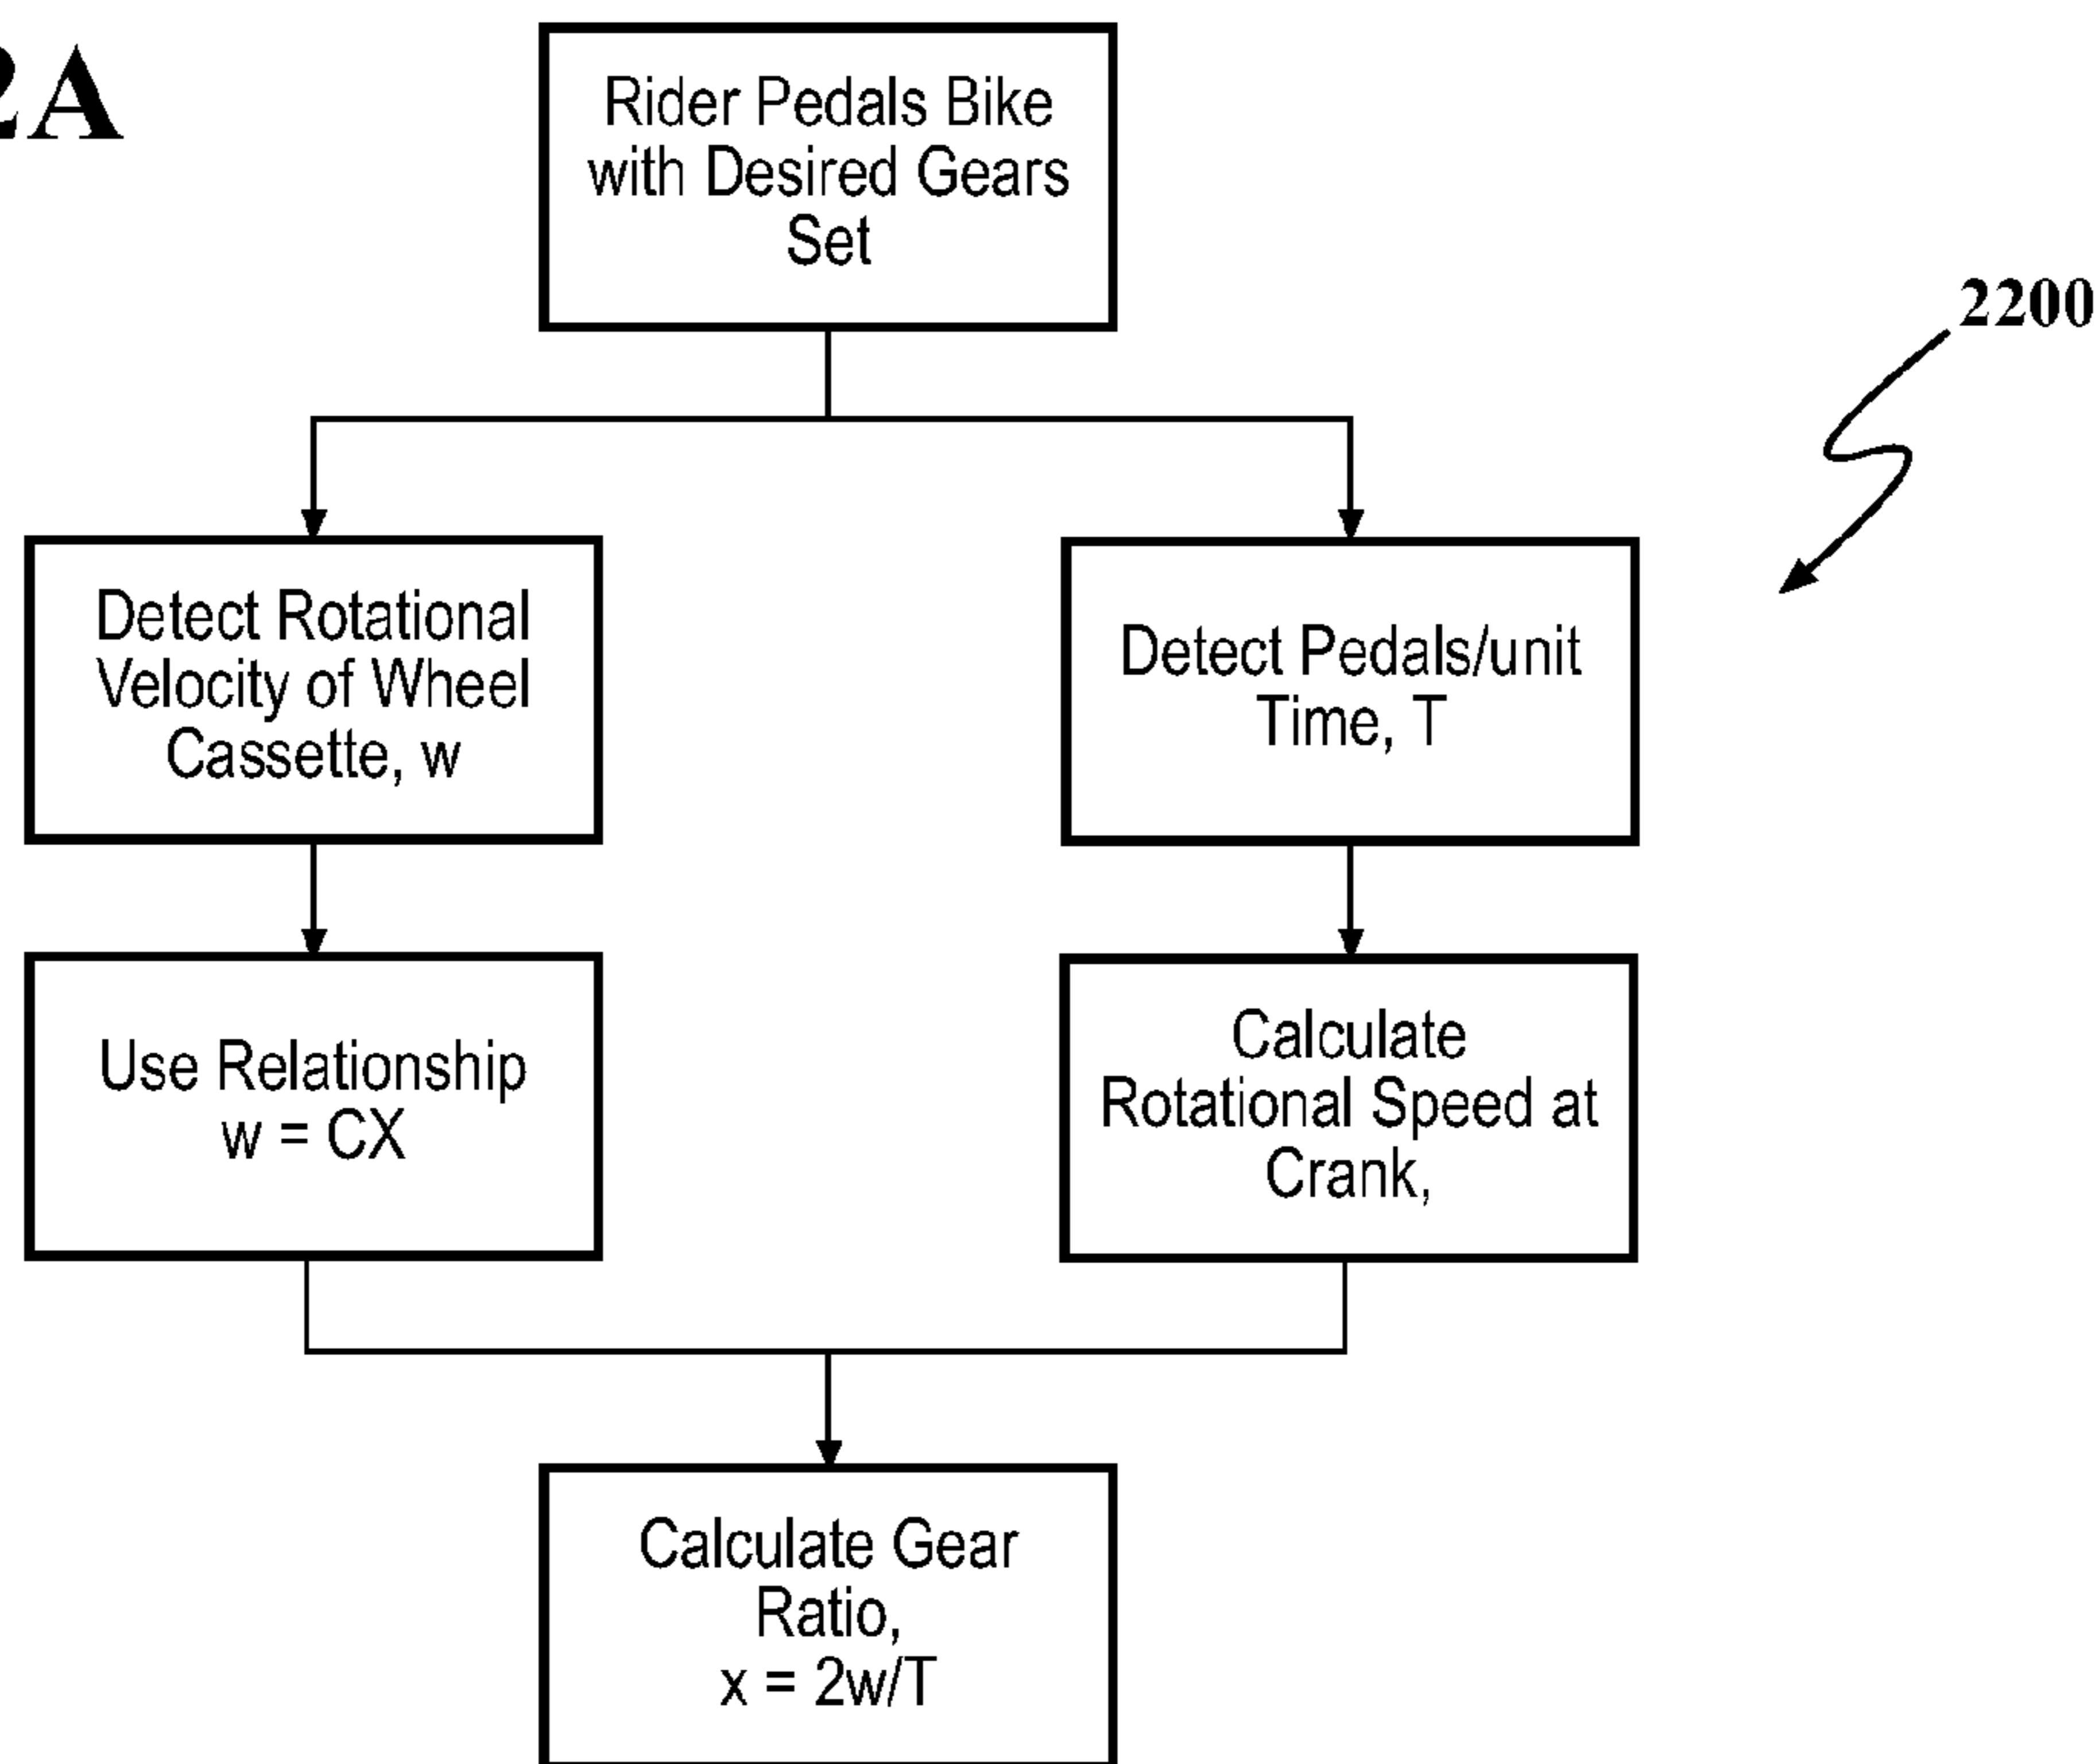 2A
Rider Pedals Bike
with Desired Gears
Set
2200
Detect Rotational
Velocity of Wheel
Cassette, w
Detect Pedals/unit
Time, T
Use Relationship
w = CX
Calculate
Rotational Speed at
Crank,
Calculate Gear
Ratio,
x = 2w/T